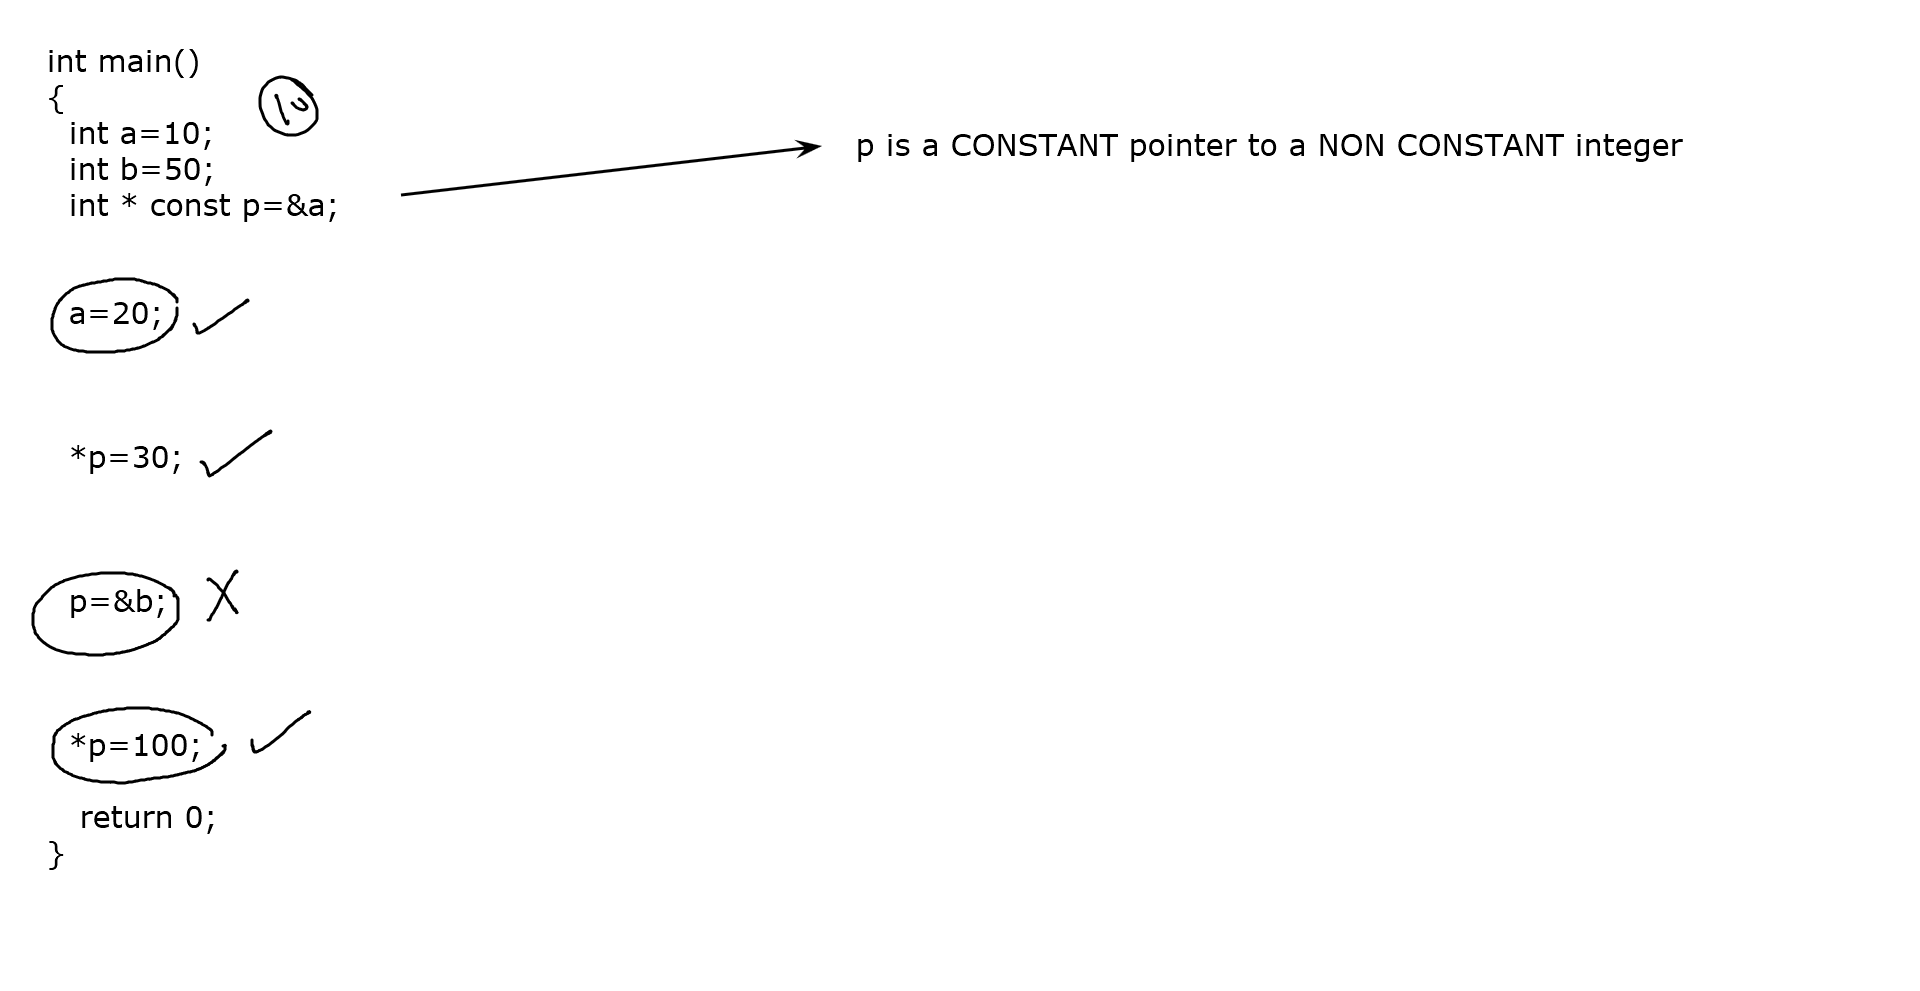 int main()
{
10
int a=10;
int b=50;
int * const p=&a;
p is a CONSTANT pointer to a NON CONSTANT integer
a=20;
*p=30;
p=&b;
*p=100;
return 0;
}